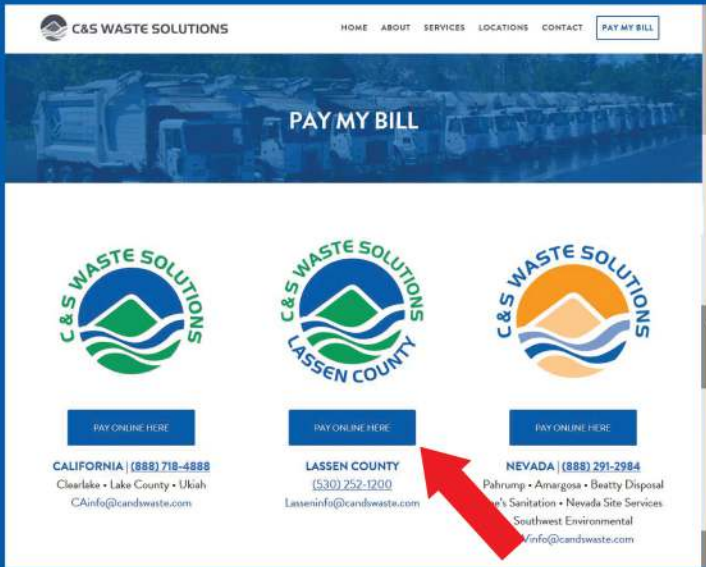 C&S WASTE SOLUTIONS
HOME ABOUT SERVICES LOCATIONS CONTACT PAY MY BILL
PAY MY BILL
C & S WASTE SOLUTIONS
C & S WASTE SOLUTIONS
LASSEN COUNTY
C & S WASTE SOLUTIONS
PAY ONLINE HERE
PAY ONLINE HERE
PAY ONLINE HERE
CALIFORNIA | (888) 718-4888
Clearlake • Lake County • Ukiah
CAinfo@candswaste.com
LASSEN COUNTY
(530) 252-1200
Lasseninfo@candswaste.com
NEVADA | (888) 291-2984
Pahrump • Amargosa • Beatty Disposal
Sanitation • Nevada Site Services
Southwest Environmental
info@candswaste.com